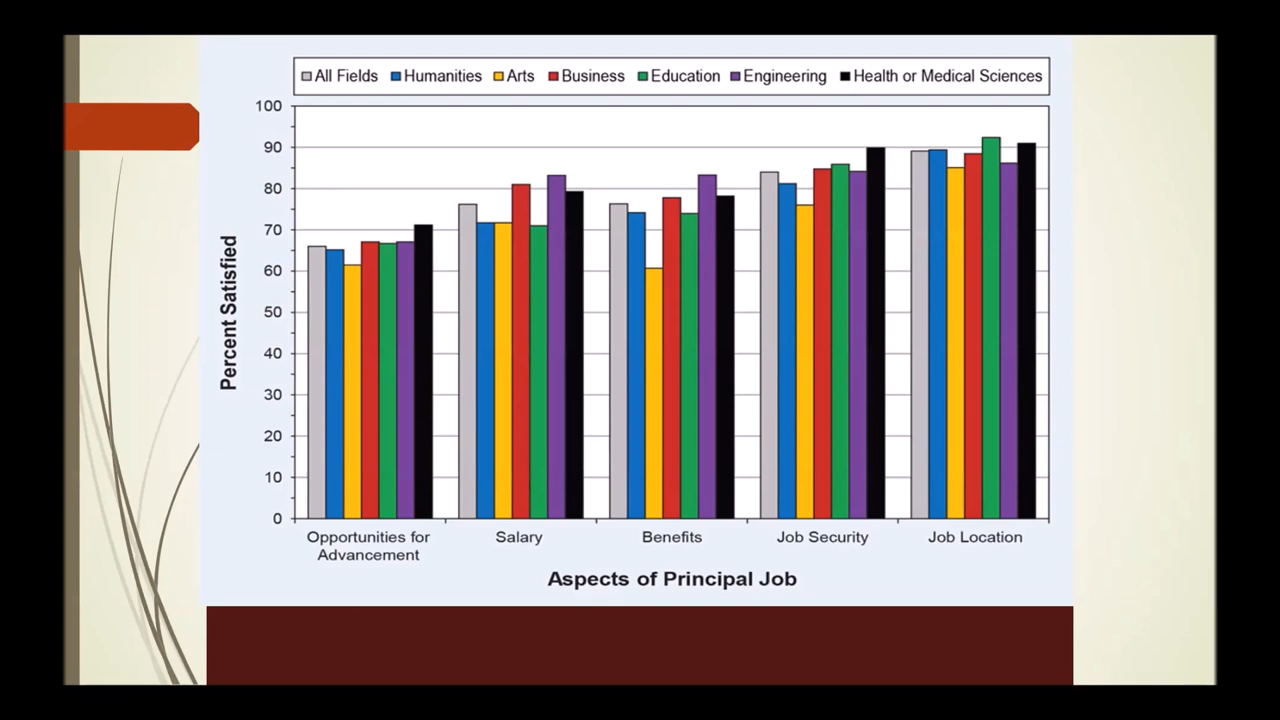 All Fields Humanities Arts Business Education Engineering Health or Medical Sciences
100
90
80
70
60
50
40
30
20
10
0
Percent Satisfied
Opportunities for Advancement
Salary
Benefits
Job Security
Job Location
Aspects of Principal Job